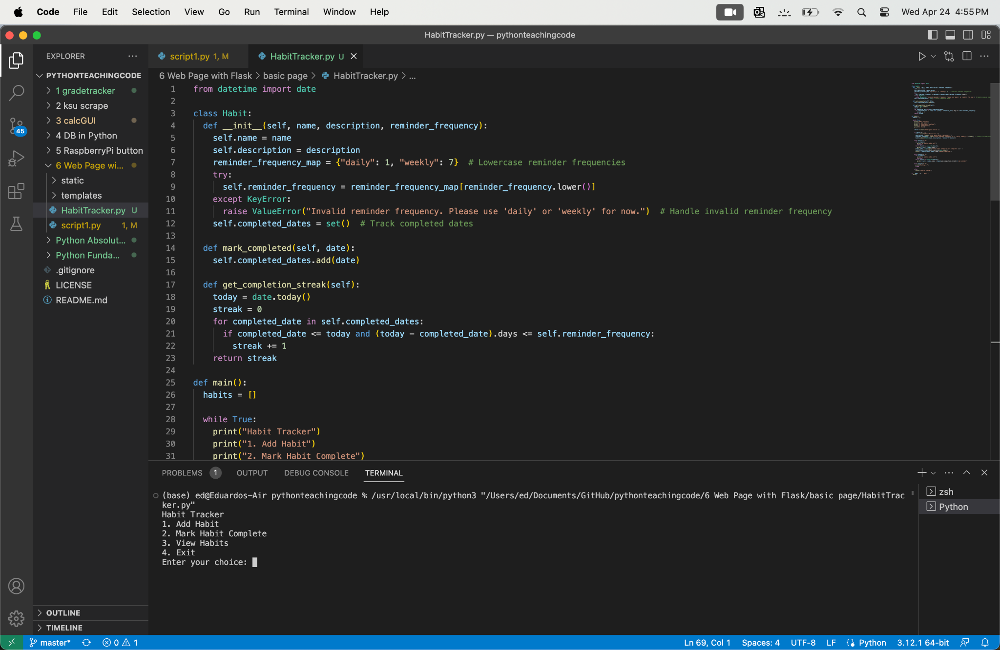 Code File Edit Selection View Go Run Terminal Window Help Wed Apr 24 4:55 PM
HabitTracker.py — pythonteachingcode
EXPLORER
PYTHONTEACHINGCODE
1 gradetracker
2 ksu scrape
3 calcGUI
4 DB in Python
5 RaspberryPi button
6 Web Page wi...
static
templates
HabitTracker.py U
script1.py 1, M
Python Absolut...
Python Funda...
.gitignore
LICENSE
README.md
45
OUTLINE
TIMELINE
script1.py 1, M HabitTracker.py U
6 Web Page with Flask > basic page > HabitTracker.py > ...
1 from datetime import date
2
3 class Habit:
4 def __init__(self, name, description, reminder_frequency):
5 self.name = name
6 self.description = description
7 reminder_frequency_map = {"daily": 1, "weekly": 7} # Lowercase reminder frequencies
8 try:
9 self.reminder_frequency = reminder_frequency_map[reminder_frequency.lower()]
10 except KeyError:
11 raise ValueError("Invalid reminder frequency. Please use 'daily' or 'weekly' for now.") # Handle invalid reminder frequency
12 self.completed_dates = set() # Track completed dates
13
14 def mark_completed(self, date):
15 self.completed_dates.add(date)
16
17 def get_completion_streak(self):
18 today = date.today()
19 streak = 0
20 for completed_date in self.completed_dates:
21 if completed_date <= today and (today - completed_date).days <= self.reminder_frequency:
22 streak += 1
23 return streak
24
25 def main():
26 habits = []
27
28 while True:
29 print("Habit Tracker")
30 print("1. Add Habit")
31 print("2. Mark Habit Complete")
PROBLEMS 1 OUTPUT DEBUG CONSOLE TERMINAL
(base) ed@Eduardos-Air pythonteachingcode % /usr/local/bin/python3 "/Users/ed/Documents/GitHub/pythonteachingcode/6 Web Page with Flask/basic page/HabitTrac
ker.py"
Habit Tracker
1. Add Habit
2. Mark Habit Complete
3. View Habits
4. Exit
Enter your choice:
zsh
Python
master* 0 1 Ln 69, Col 1 Spaces: 4 UTF-8 LF Python 3.12.1 64-bit